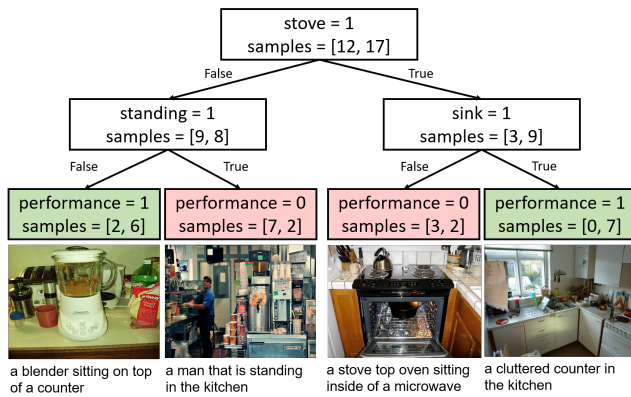 stove = 1
samples = [12, 17]
False
True
standing = 1
samples = [9, 8]
sink = 1
samples = [3, 9]
False
True
False
True
performance = 1
samples = [2, 6]
performance = 0
samples = [7, 2]
performance = 0
samples = [3, 2]
performance = 1
samples = [0, 7]
a blender sitting on top
of a counter
a man that is standing
in the kitchen
a stove top oven sitting
inside of a microwave
a cluttered counter in
the kitchen